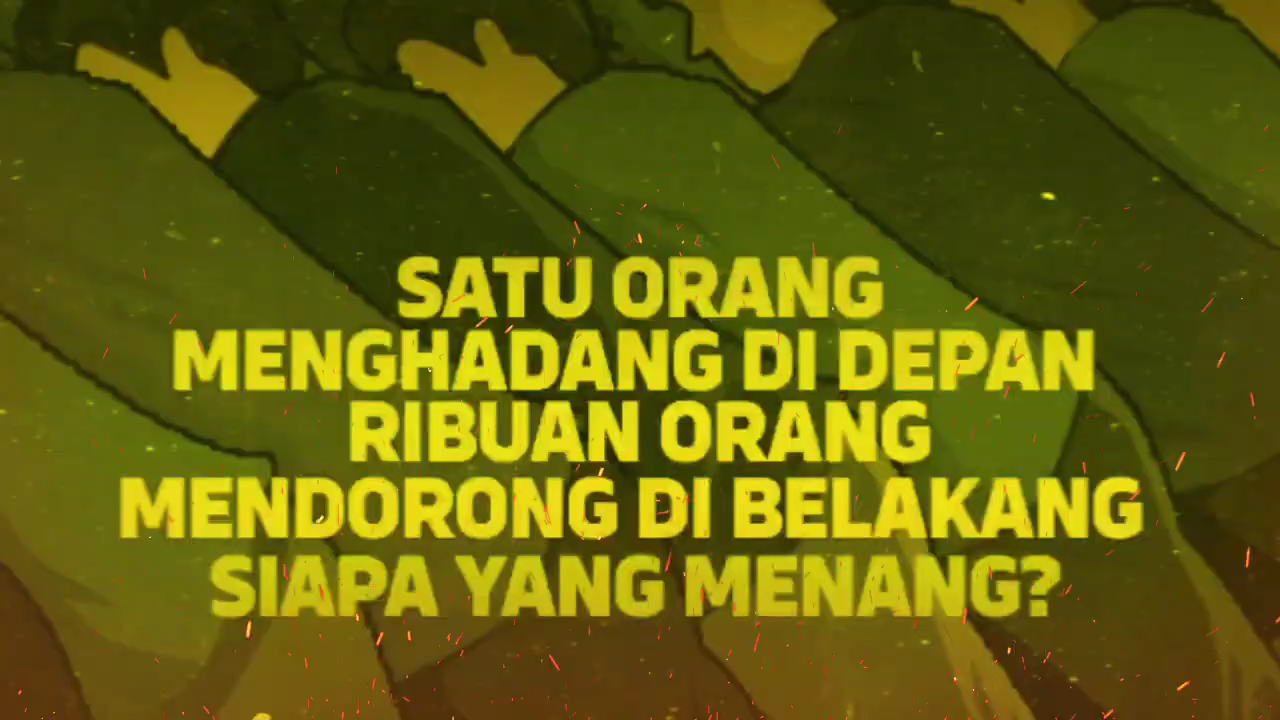 SATU ORANG
MENGHADANG DI DEPAN
RIBUAN ORANG
MENDORONG DI BELAKANG
SIAPA YANG MENANG?